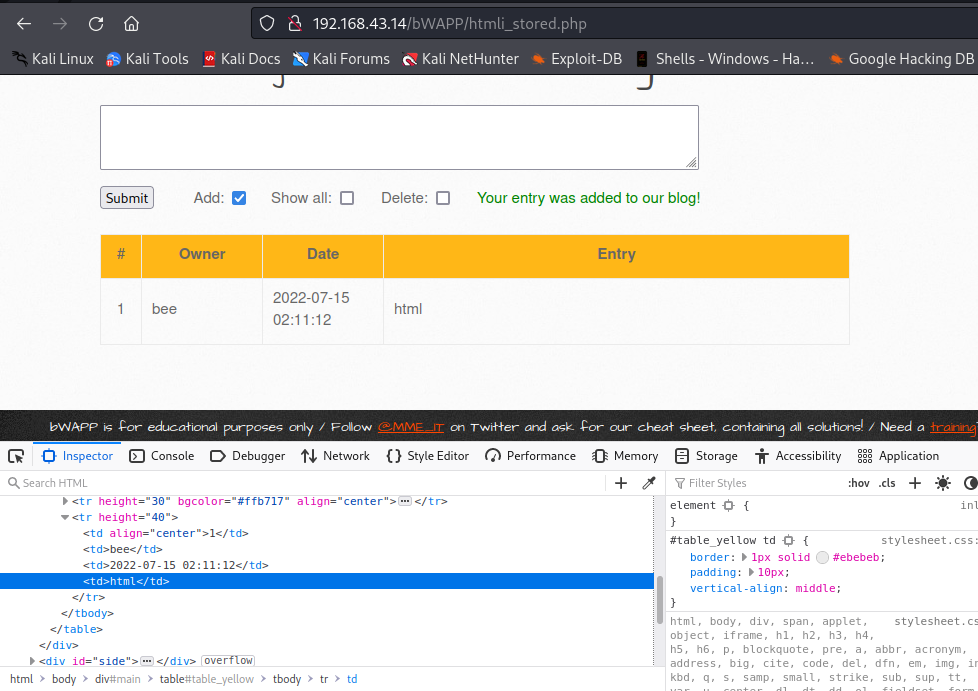 192.168.43.14/bWAPP/htmli_stored.php
Kali Linux Kali Tools Kali Docs Kali Forums Kali NetHunter Exploit-DB Shells - Windows - Ha... Google Hacking DB
Submit Add: Show all: Delete: Your entry was added to our blog!
# Owner Date Entry
1 bee 2022-07-15 html
02:11:12
bWAPP is for educational purposes only / Follow @MME_IT on Twitter and ask for our cheat sheet, containing all solutions! / Need a training
Inspector Console Debugger Network Style Editor Performance Memory Storage Accessibility Application
Search HTML
Filter Styles :hov .cls
<tr height="30" bgcolor="#ffb717" align="center"></tr>
<tr height="40">
<td align="center">1</td>
<td>bee</td>
<td>2022-07-15 02:11:12</td>
<td>html</td>
</tr>
</tbody>
</table>
</div>
<div id="side"></div> overflow
html body div#main table#table_yellow tbody tr td
element { inl
}
#table_yellow td { stylesheet.css:
border: 1px solid #ebebeb;
padding: 10px;
vertical-align: middle;
}
html, body, div, span, applet, stylesheet.cs
object, iframe, h1, h2, h3, h4,
h5, h6, p, blockquote, pre, a, abbr, acronym,
address, big, cite, code, del, dfn, em, img, in
kbd, q, s, samp, small, strike, sub, sup, tt,
var, u, center, dl, dt, dd, ol, fieldset, form,